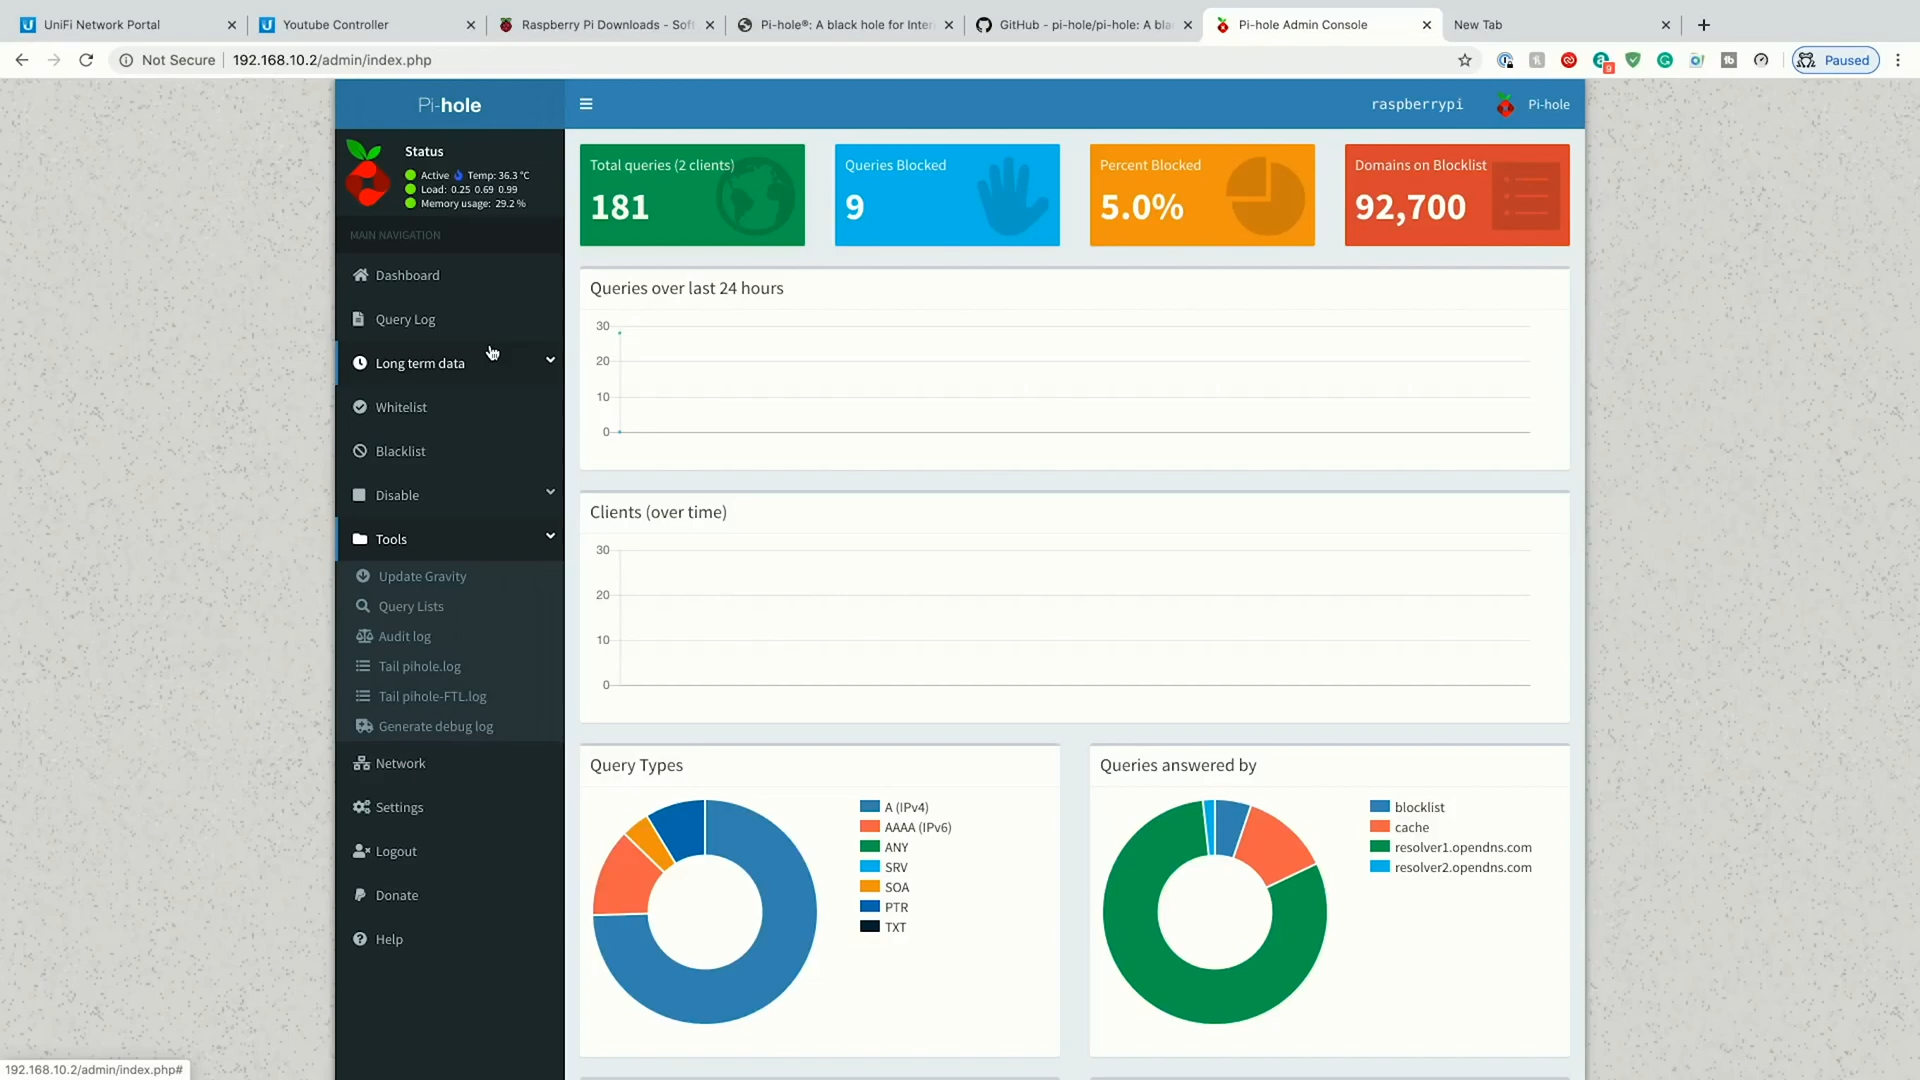 UniFi Network Portal
Youtube Controller
Raspberry Pi Downloads - Soft
Pi-hole®: A black hole for Inter
GitHub - pi-hole/pi-hole: A bla
Pi-hole Admin Console
New Tab
Not Secure
192.168.10.2/admin/index.php
9
Paused
Pi-hole
raspberrypi
Pi-hole
Status
Active Temp: 36.3 °C
Load: 0.25 0.69 0.99
Memory usage: 29.2 %
Total queries (2 clients)
181
Queries Blocked
9
Percent Blocked
5.0%
Domains on Blocklist
92,700
MAIN NAVIGATION
Dashboard
Query Log
Long term data
Whitelist
Blacklist
Disable
Tools
Update Gravity
Query Lists
Audit log
Tail pihole.log
Tail pihole-FTL.log
Generate debug log
Network
Settings
Logout
Donate
Help
Queries over last 24 hours
30
20
10
0
Clients (over time)
30
20
10
0
Query Types
A (IPv4)
AAAA (IPv6)
ANY
SRV
SOA
PTR
TXT
Queries answered by
blocklist
cache
resolver1.opendns.com
resolver2.opendns.com
192.168.10.2/admin/index.php#